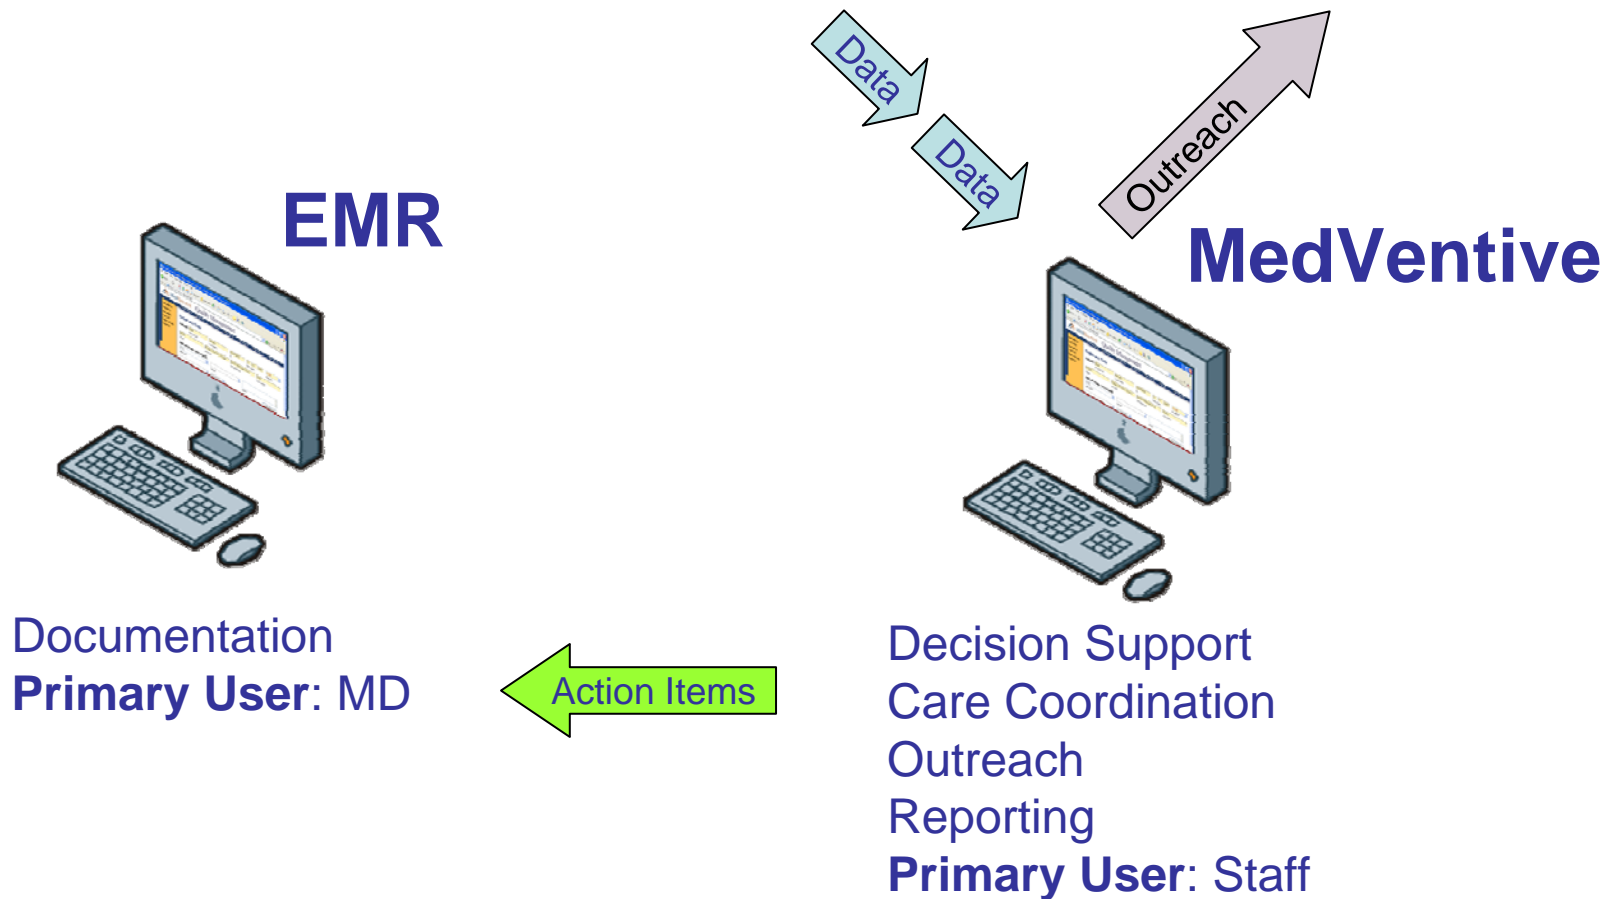 Data
Data
Outreach
EMR
MedVentive
Documentation
Primary User: MD
Action Items
Decision Support
Care Coordination
Outreach
Reporting
Primary User: Staff